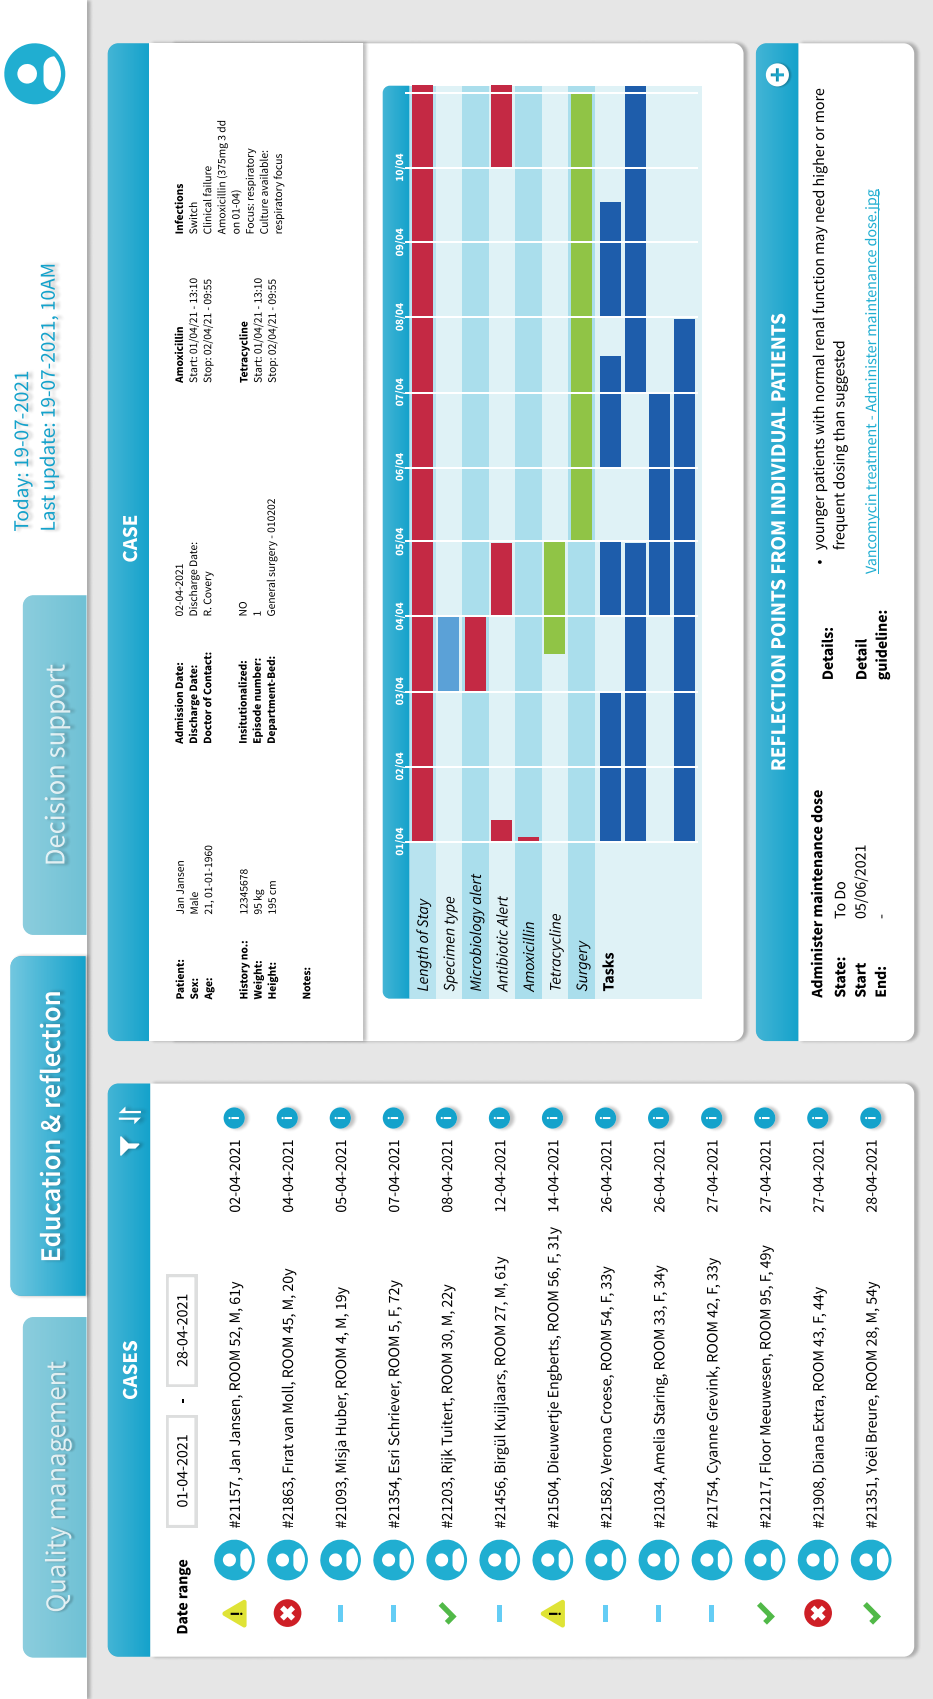 Quality management
Education & reflection
Decision support
Today: 19-07-2021
Last update: 19-07-2021, 10AM
CASES
Date range
01-04-2021 - 28-04-2021
#21157, Jan Jansen, ROOM 52, M, 61y 02-04-2021
#21863, Fırat van Moll, ROOM 45, M, 20y 04-04-2021
#21093, Misja Huber, ROOM 4, M, 19y 05-04-2021
#21354, Esri Schriever, ROOM 5, F, 72y 07-04-2021
#21203, Rijk Tuitert, ROOM 30, M, 22y 08-04-2021
#21456, Birgül Kuijlaars, ROOM 27, M, 61y 12-04-2021
#21504, Dieuwertje Engberts, ROOM 56, F, 31y 14-04-2021
#21582, Verona Croese, ROOM 54, F, 33y 26-04-2021
#21034, Amelia Staring, ROOM 33, F, 34y 26-04-2021
#21754, Cyanne Grevink, ROOM 42, F, 33y 27-04-2021
#21217, Floor Meeuwesen, ROOM 95, F, 49y 27-04-2021
#21908, Diana Extra, ROOM 43, F, 44y 27-04-2021
#21351, Yoël Breure, ROOM 28, M, 54y 28-04-2021
CASE
Patient: Jan Jansen
Sex: Male
Age: 21, 01-01-1960
History no.: 12345678
Weight: 95 kg
Height: 195 cm
Notes:
Admission Date: 02-04-2021
Discharge Date: Discharge Date:
Doctor of Contact: R. Covery
Insitutionalized: NO
Episode number: 1
Department-Bed: General surgery - 010202
Amoxicillin
Start: 01/04/21 - 13:10
Stop: 02/04/21 - 09:55
Tetracycline
Start: 01/04/21 - 13:10
Stop: 02/04/21 - 09:55
Infections
Switch
Clinical failure
Amoxicillin (375mg 3 dd
on 01-04)
Focus: respiratory
Culture available:
respiratory focus
01/04 02/04 03/04 04/04 05/04 06/04 07/04 08/04 09/04 10/04
Length of Stay
Specimen type
Microbiology alert
Antibiotic Alert
Amoxicillin
Tetracycline
Surgery
Tasks
REFLECTION POINTS FROM INDIVIDUAL PATIENTS
Administer maintenance dose
State: To Do
Start 05/06/2021
End: -
Details:
• younger patients with normal renal function may need higher or more
frequent dosing than suggested
Detail
guideline:
Vancomycin treatment - Administer maintenance dose.jpg